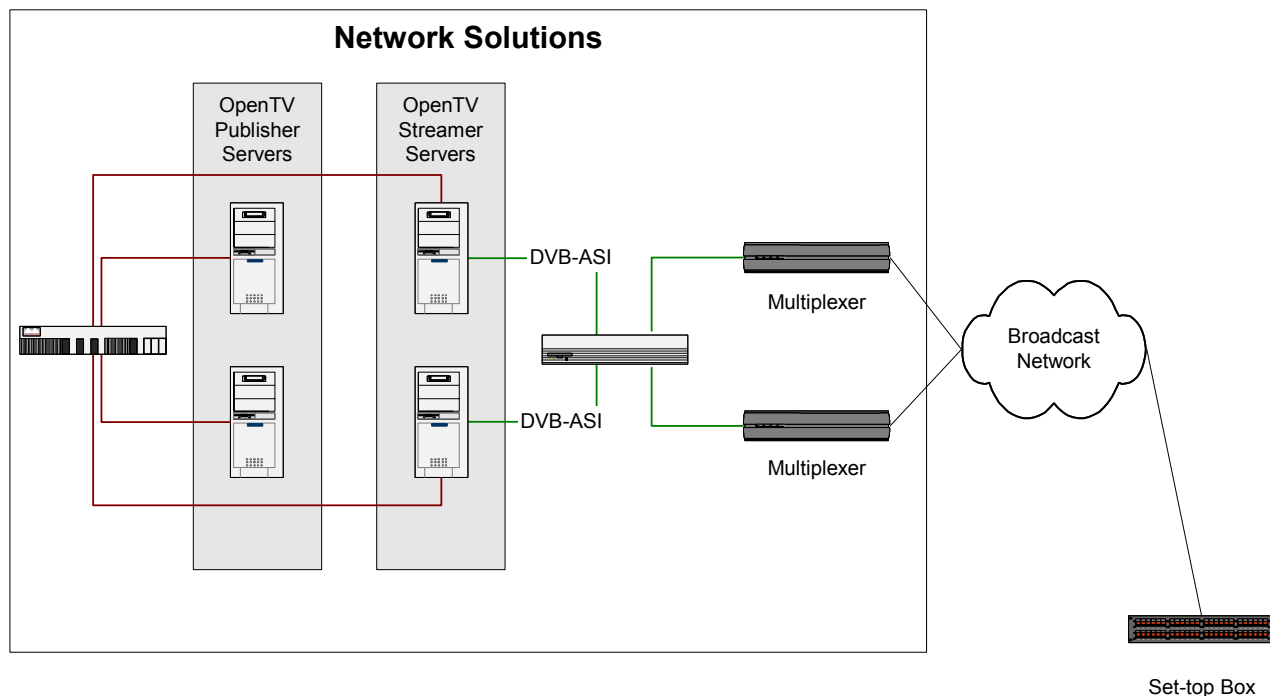 Network Solutions
OpenTV
Publisher
Servers
OpenTV
Streamer
Servers
DVB-ASI
DVB-ASI
Multiplexer
Multiplexer
Broadcast
Network
Set-top Box